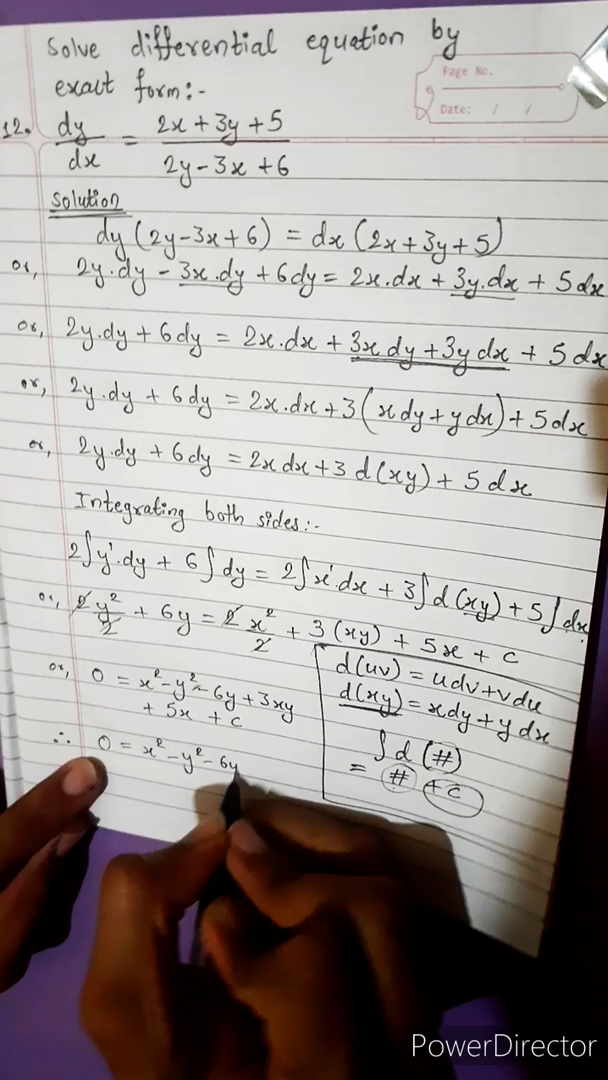 Solve differential equation by
exact form:-
Page No.
Date: / /
12. dy/dx = (2x + 3y + 5)/(2y - 3x + 6)
Solution
dy (2y - 3x + 6) = dx (2x + 3y + 5)
or, 2y.dy - 3x.dy + 6dy = 2x.dx + 3y.dx + 5dx
or, 2y.dy + 6dy = 2x.dx + 3x dy + 3y dx + 5dx
or, 2y.dy + 6dy = 2x.dx + 3(x dy + y dx) + 5dx
or, 2y.dy + 6dy = 2x dx + 3 d(xy) + 5 dx
Integrating both sides:-
2∫y¹.dy + 6∫dy = 2∫x¹.dx + 3∫d(xy) + 5∫dx
or, 2y²/2 + 6y = 2x²/2 + 3(xy) + 5x + c
or, 0 = x² - y² - 6y + 3xy
+ 5x + c
∴ 0 = x² - y² - 6y
d(uv) = udv + vdu
d(xy) = xdy + ydx
∫d(#)
= # + c
PowerDirector